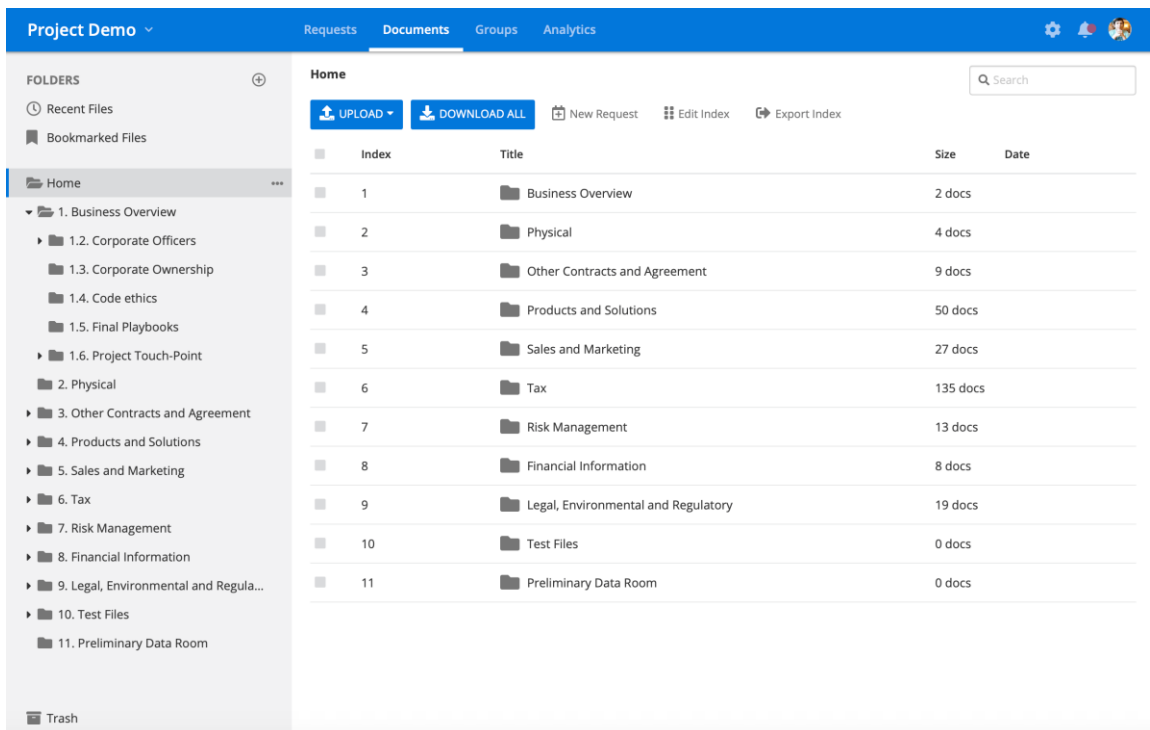 Project Demo
Requests Documents Groups Analytics
FOLDERS
Recent Files
Bookmarked Files
Home
1. Business Overview
1.2. Corporate Officers
1.3. Corporate Ownership
1.4. Code ethics
1.5. Final Playbooks
1.6. Project Touch-Point
2. Physical
3. Other Contracts and Agreement
4. Products and Solutions
5. Sales and Marketing
6. Tax
7. Risk Management
8. Financial Information
9. Legal, Environmental and Regula...
10. Test Files
11. Preliminary Data Room
Trash
Home
Search
UPLOAD DOWNLOAD ALL New Request Edit Index Export Index
Index Title Size Date
1 Business Overview 2 docs
2 Physical 4 docs
3 Other Contracts and Agreement 9 docs
4 Products and Solutions 50 docs
5 Sales and Marketing 27 docs
6 Tax 135 docs
7 Risk Management 13 docs
8 Financial Information 8 docs
9 Legal, Environmental and Regulatory 19 docs
10 Test Files 0 docs
11 Preliminary Data Room 0 docs